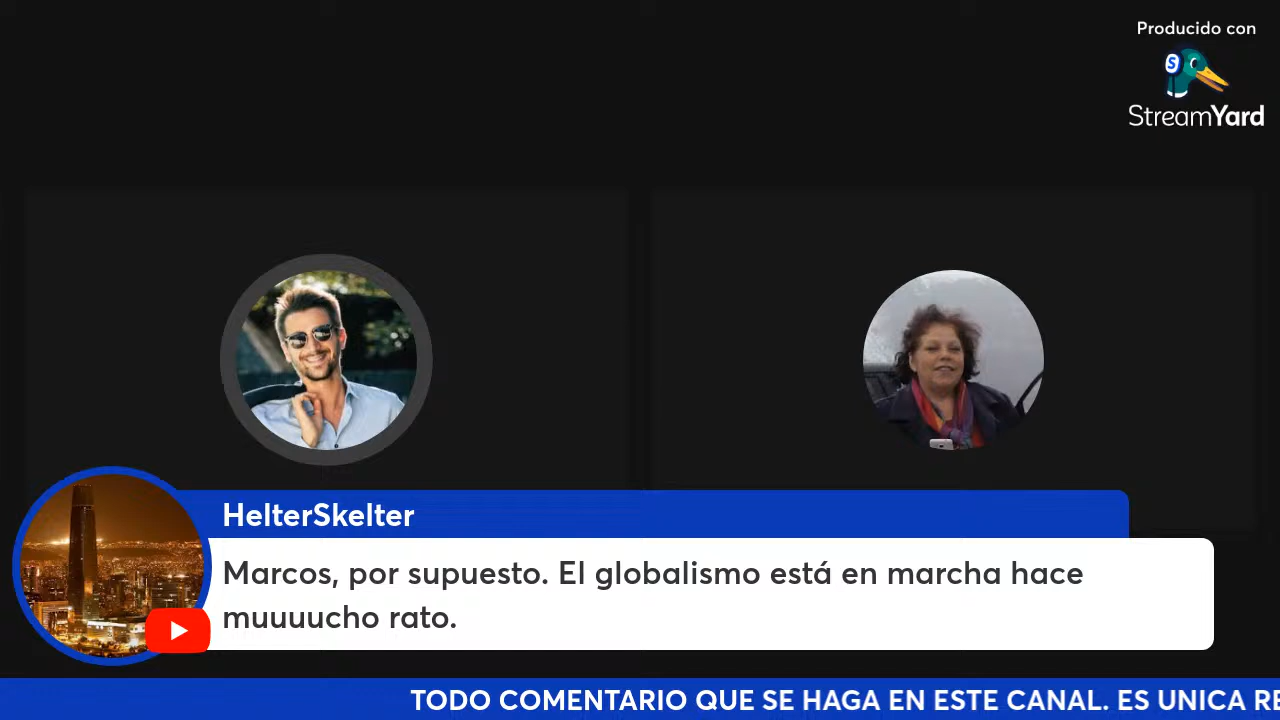 Producido con
StreamYard
HelterSkelter
Marcos, por supuesto. El globalismo está en marcha hace
muuuucho rato.
TODO COMENTARIO QUE SE HAGA EN ESTE CANAL. ES UNICA RE